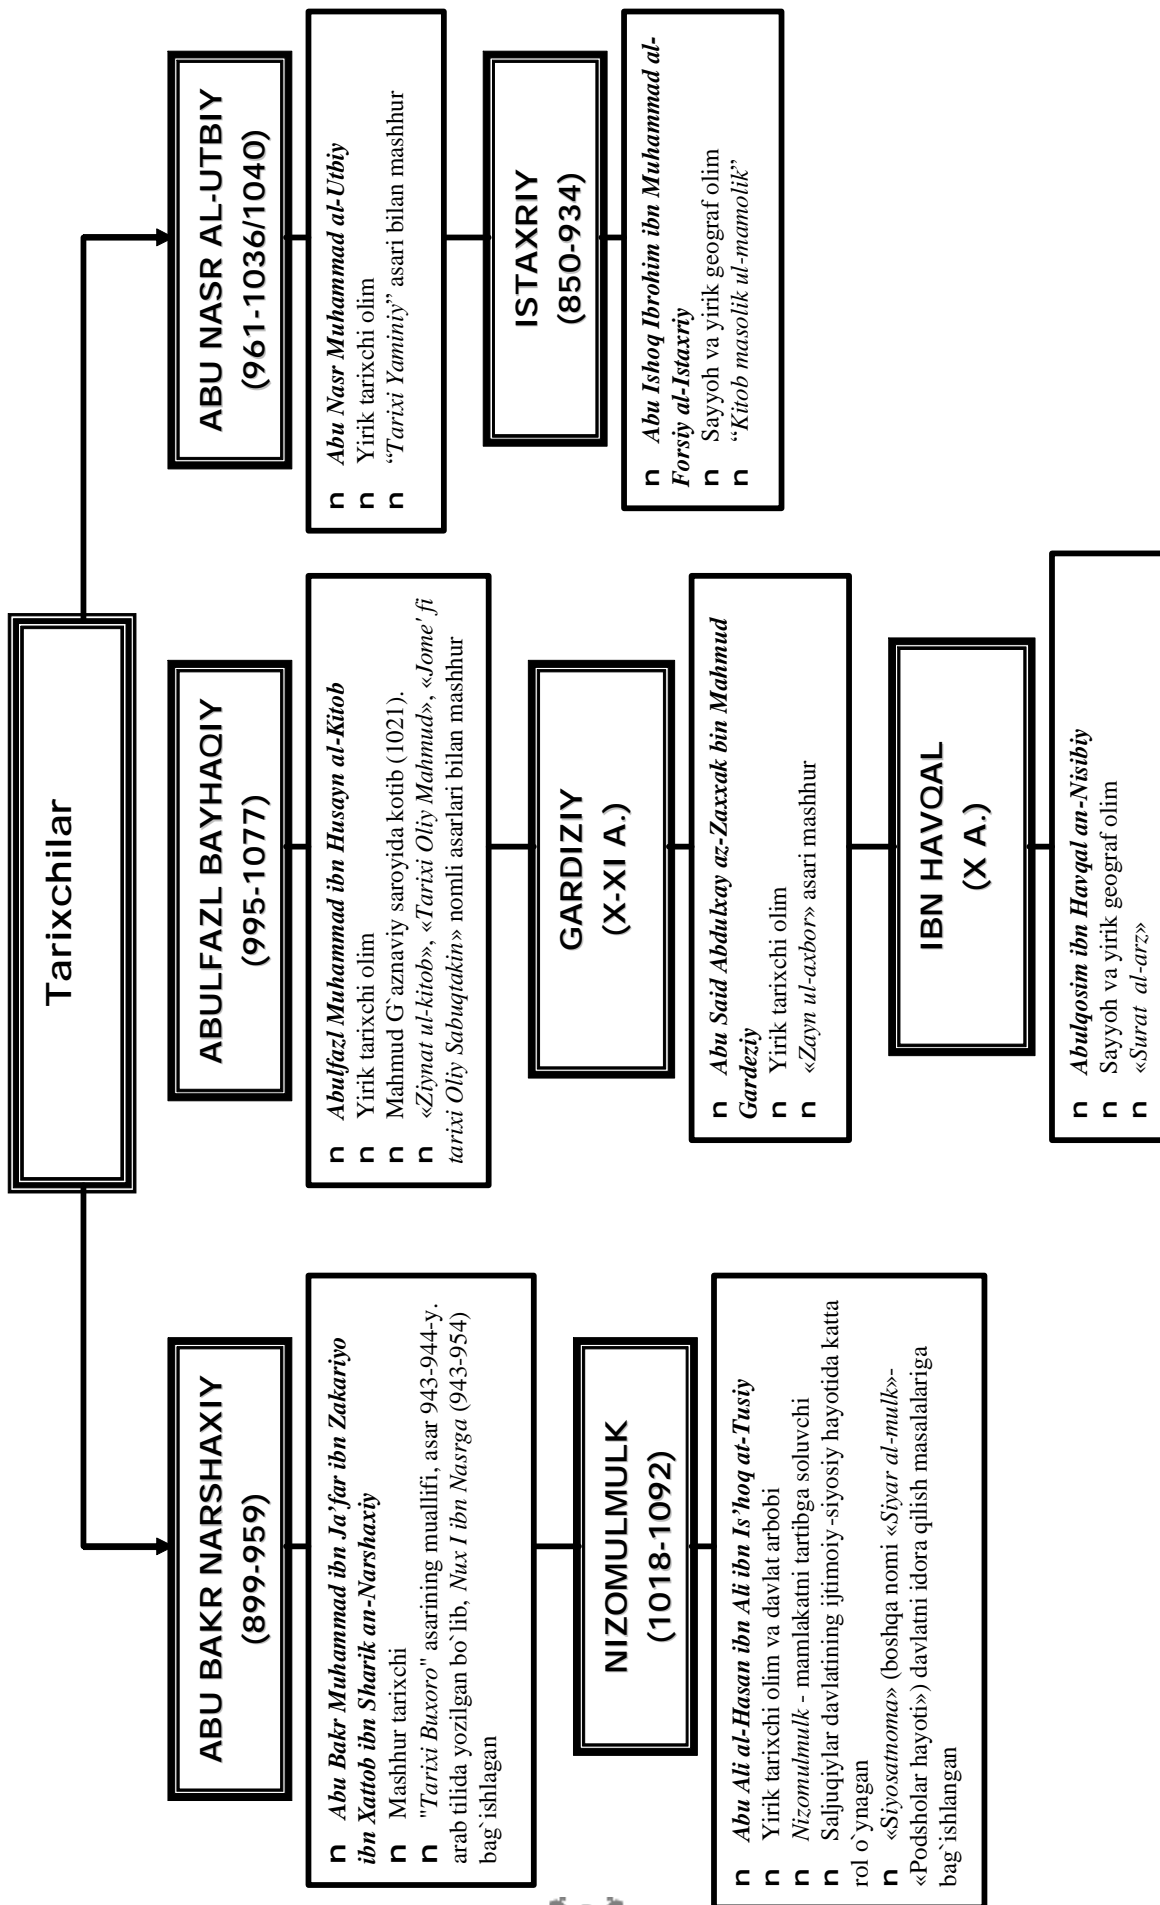 Tarixchilar
ABU BAKR NARSHAXIY
(899-959)
n Abu Bakr Muhammad ibn Ja’far ibn Zakariyo
ibn Xattob ibn Sharik an-Narshaxiy
n Mashhur tarixchi
n "Tarixi Buxoro" asarining muallifi, asar 943-944-y.
arab tilida yozilgan bo`lib, Nux I ibn Nasrga (943-954)
bag`ishlagan
NIZOMULMULK
(1018-1092)
n Abu Ali al-Hasan ibn Ali ibn Is’hoq at-Tusiy
n Yirik tarixchi olim va davlat arbobi
n Nizomulmulk - mamlakatni tartibga soluvchi
n Saljuqiylar davlatining ijtimoiy-siyosiy hayotida katta
rol o`ynagan
n «Siyosatnoma» (boshqa nomi «Siyar al-mulk»-
«Podsholar hayoti») davlatni idora qilish masalalariga
bag`ishlangan
ABULFAZL BAYHAQIY
(995-1077)
n Abulfazl Muhammad ibn Husayn al-Kitob
n Yirik tarixchi olim
n Mahmud G`aznaviy saroyida kotib (1021).
n «Ziynat ul-kitob», «Tarixi Oliy Mahmud», «Jome' fi
tarixi Oliy Sabuqtakin» nomli asarlari bilan mashhur
GARDIZIY
(X-XI A.)
n Abu Said Abdulxay az-Zaxxak bin Mahmud
Gardeziy
n Yirik tarixchi olim
n «Zayn ul-axbor» asari mashhur
IBN HAVQAL
(X A.)
n Abulqosim ibn Havqal an-Nisibiy
n Sayyoh va yirik geograf olim
n «Surat al-arz»
ABU NASR AL-UTBIY
(961-1036/1040)
n Abu Nasr Muhammad al-Utbiy
n Yirik tarixchi olim
n “Tarixi Yaminiy” asari bilan mashhur
ISTAXRIY
(850-934)
n Abu Ishoq Ibrohim ibn Muhammad al-
Forsiy al-Istaxriy
n Sayyoh va yirik geograf olim
n “Kitob masolik ul-mamolik”